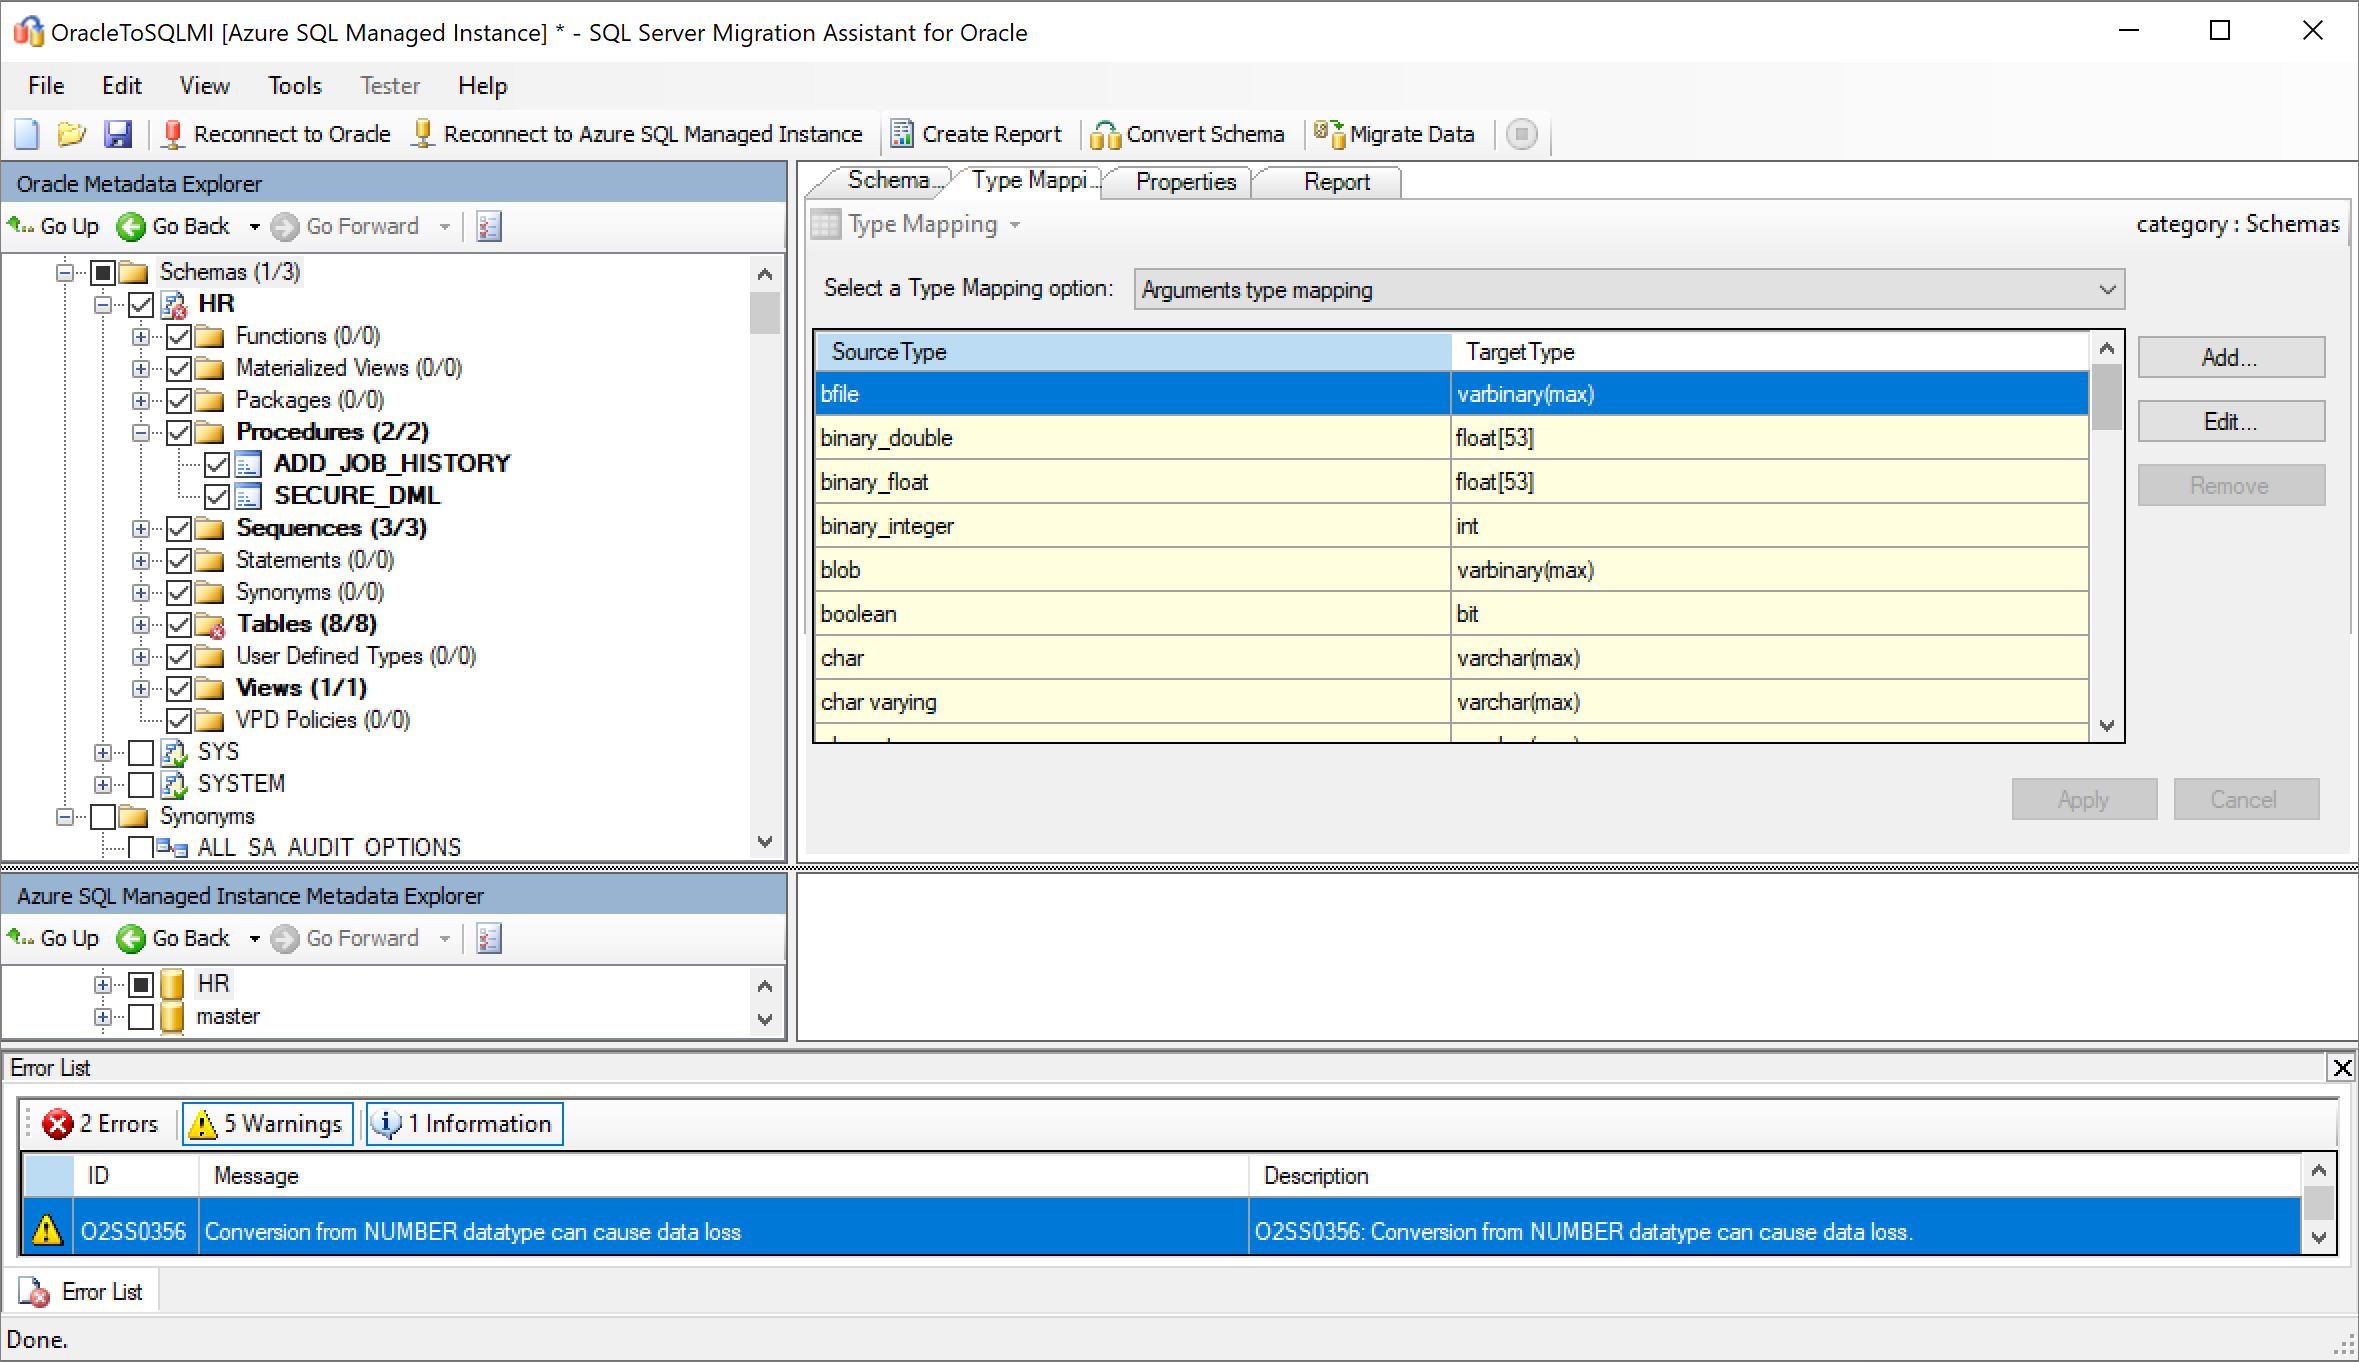 OracleToSQLMI [Azure SQL Managed Instance] * - SQL Server Migration Assistant for Oracle
File Edit View Tools Tester Help
Reconnect to Oracle Reconnect to Azure SQL Managed Instance Create Report Convert Schema Migrate Data
Oracle Metadata Explorer
Go Up Go Back Go Forward
Schemas (1/3)
HR
Functions (0/0)
Materialized Views (0/0)
Packages (0/0)
Procedures (2/2)
ADD_JOB_HISTORY
SECURE_DML
Sequences (3/3)
Statements (0/0)
Synonyms (0/0)
Tables (8/8)
User Defined Types (0/0)
Views (1/1)
VPD Policies (0/0)
SYS
SYSTEM
Synonyms
ALL_SA_AUDIT_OPTIONS
Schema... Type Mappi... Properties Report
Type Mapping category : Schemas
Select a Type Mapping option: Arguments type mapping
Source Type Target Type
bfile varbinary(max)
binary_double float[53]
binary_float float[53]
binary_integer int
blob varbinary(max)
boolean bit
char varchar(max)
char varying varchar(max)
Add...
Edit...
Remove
Apply Cancel
Azure SQL Managed Instance Metadata Explorer
Go Up Go Back Go Forward
HR
master
Error List
2 Errors 5 Warnings 1 Information
ID Message Description
O2SS0356 Conversion from NUMBER datatype can cause data loss O2SS0356: Conversion from NUMBER datatype can cause data loss.
Error List
Done.